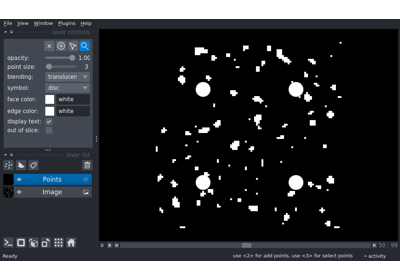 File View Window Plugins Help
layer controls
opacity: 1.00
point size: 3
blending: translucen
symbol: disc
face color: white
edge color: white
display text:
out of slice:
layer list
Points
Image
0 50 99
Ready use <2> for add points, use <3> for select points activity